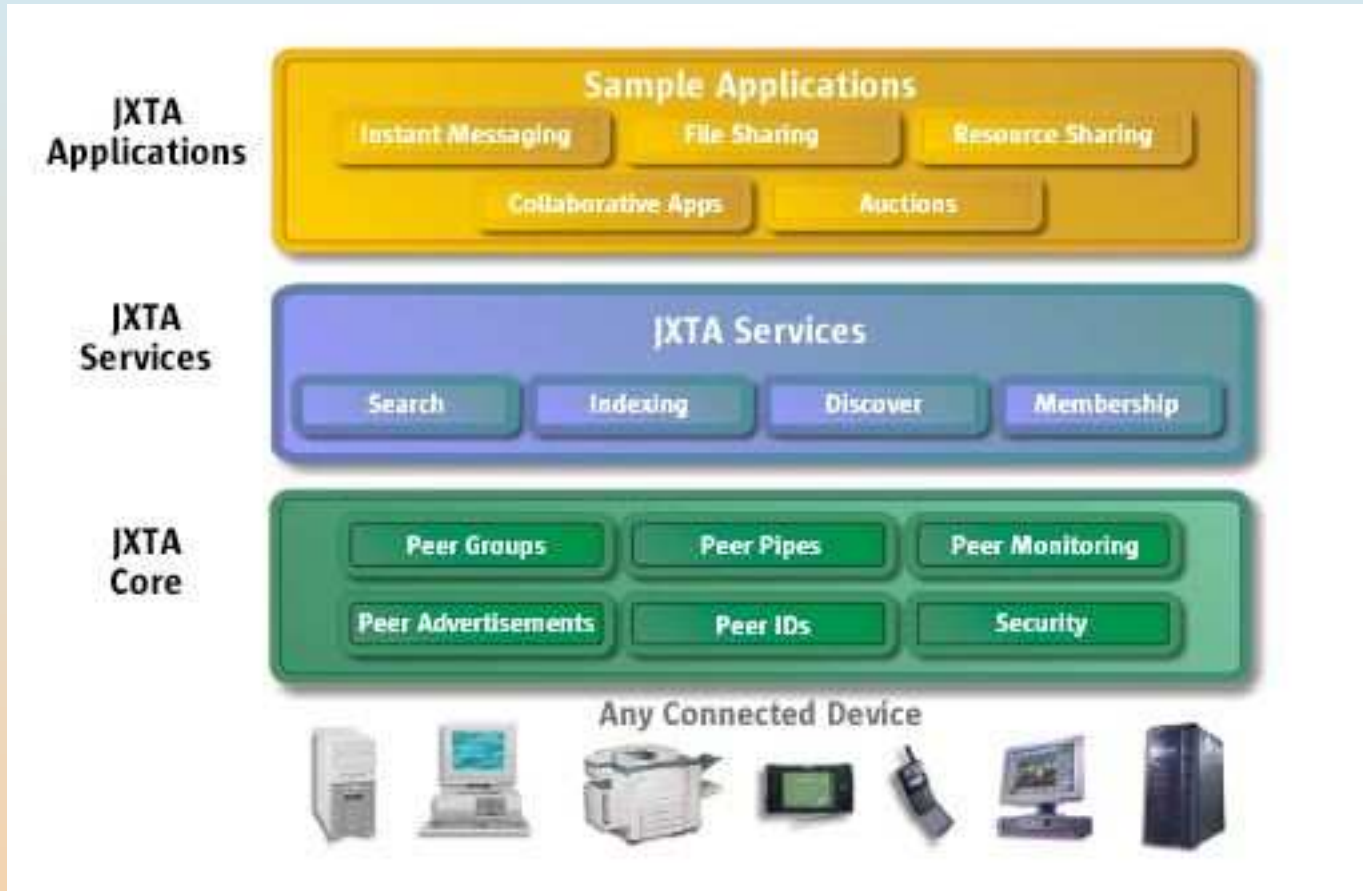 JXTA
Applications
Sample Applications
Instant Messaging
File Sharing
Resource Sharing
Collaborative Apps
Auctions
JXTA
Services
JXTA Services
Search
Indexing
Discover
Membership
JXTA
Core
Peer Groups
Peer Pipes
Peer Monitoring
Peer Advertisements
Peer IDs
Security
Any Connected Device